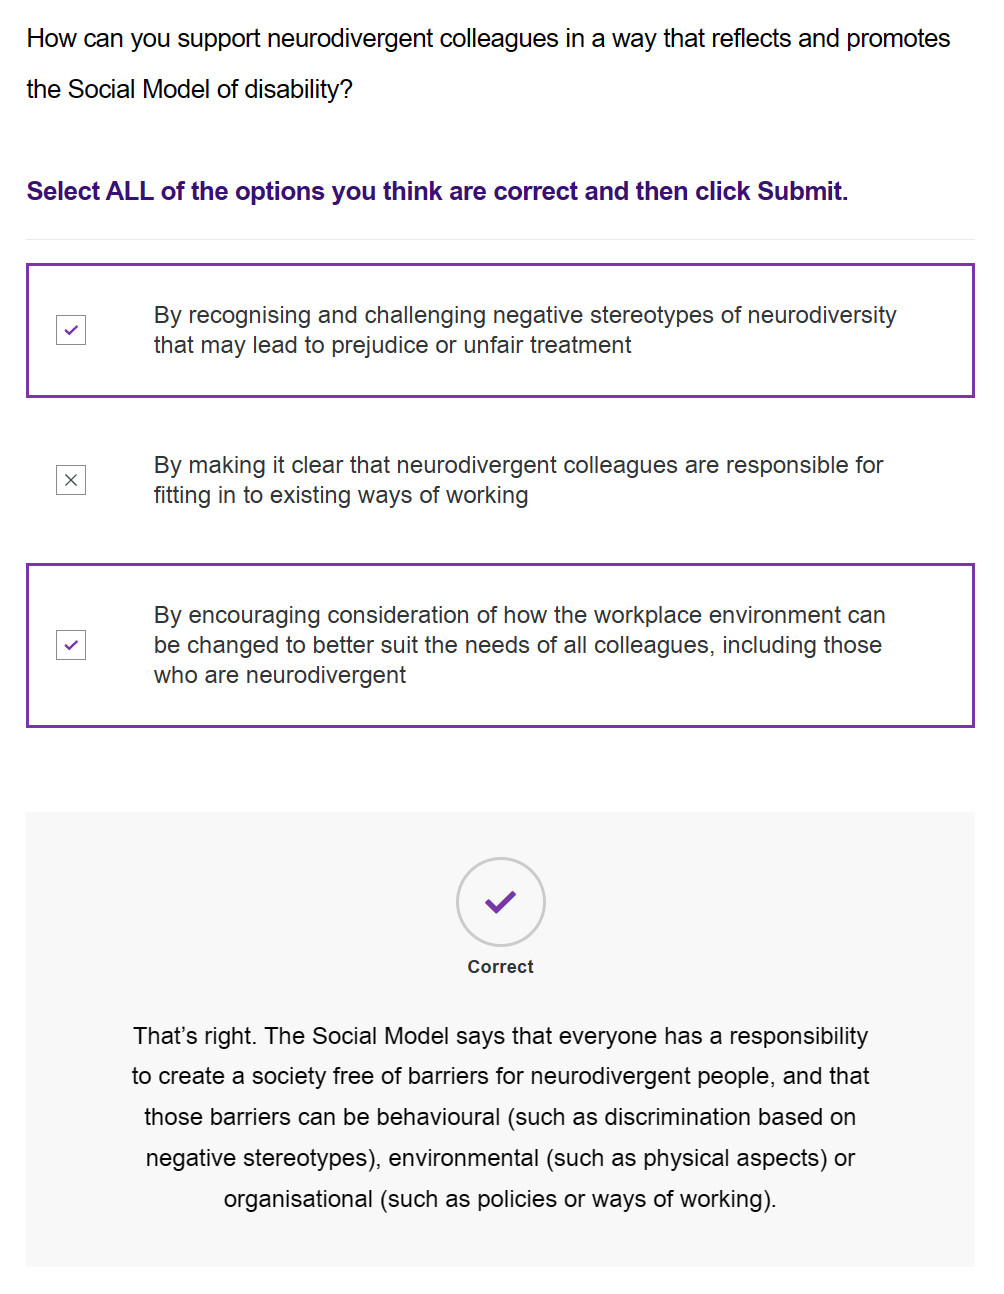 How can you support neurodivergent colleagues in a way that reflects and promotes
the Social Model of disability?
Select ALL of the options you think are correct and then click Submit.
By recognising and challenging negative stereotypes of neurodiversity
that may lead to prejudice or unfair treatment
By making it clear that neurodivergent colleagues are responsible for
fitting in to existing ways of working
By encouraging consideration of how the workplace environment can
be changed to better suit the needs of all colleagues, including those
who are neurodivergent
Correct
That’s right. The Social Model says that everyone has a responsibility
to create a society free of barriers for neurodivergent people, and that
those barriers can be behavioural (such as discrimination based on
negative stereotypes), environmental (such as physical aspects) or
organisational (such as policies or ways of working).